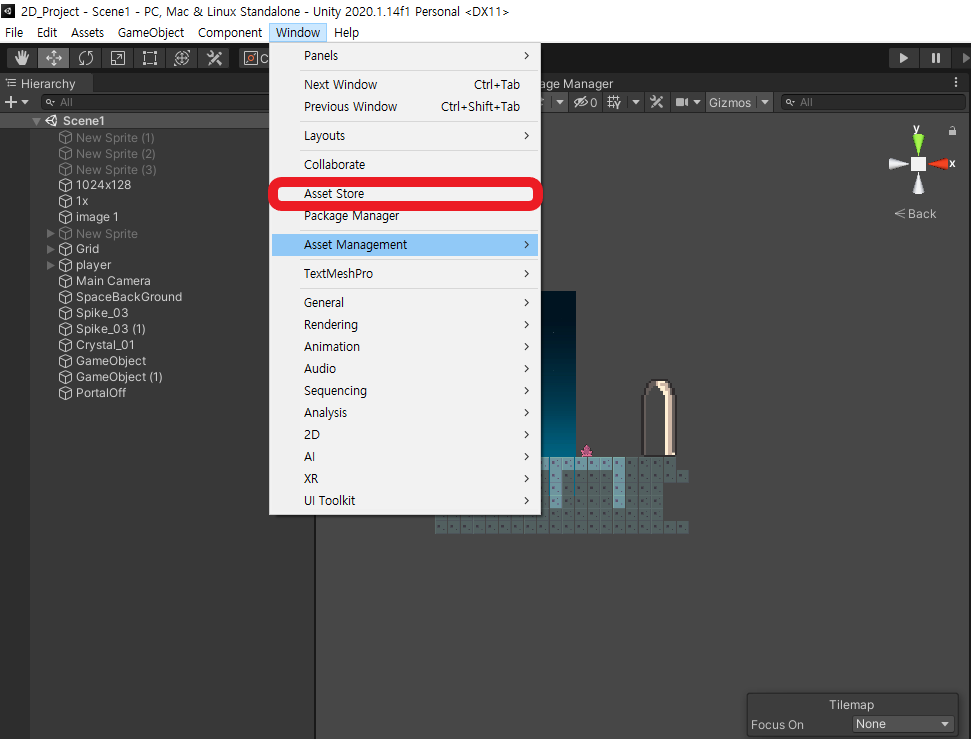 2D_Project - Scene1 - PC, Mac & Linux Standalone - Unity 2020.1.14f1 Personal <DX11>
File Edit Assets GameObject Component Window Help
C
Hierarchy
All
Scene1
New Sprite (1)
New Sprite (2)
New Sprite (3)
1024x128
1x
image 1
New Sprite
Grid
player
Main Camera
SpaceBackGround
Spike_03
Spike_03 (1)
Crystal_01
GameObject
GameObject (1)
PortalOff
Panels
Next Window Ctrl+Tab
Previous Window Ctrl+Shift+Tab
Layouts
Collaborate
Asset Store
Package Manager
Asset Management
TextMeshPro
General
Rendering
Animation
Audio
Sequencing
Analysis
2D
AI
XR
UI Toolkit
age Manager
0 Gizmos All
y
x
< Back
Tilemap
Focus On None